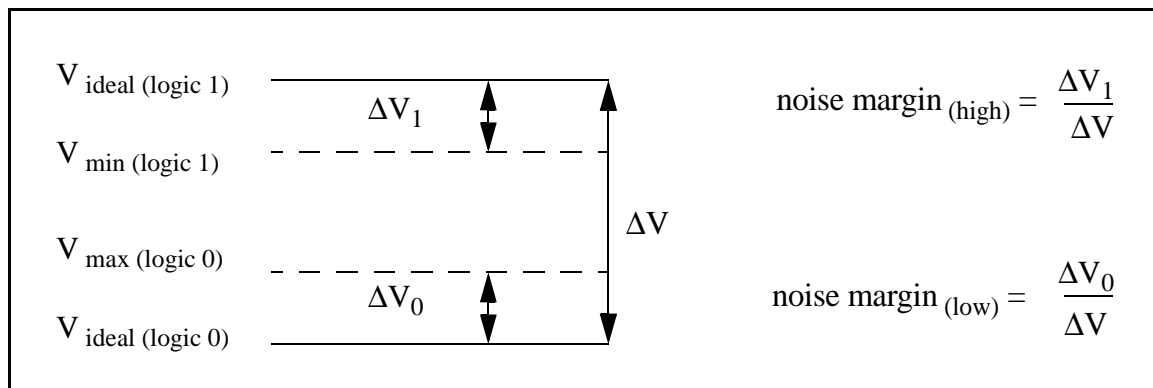 V ideal (logic 1)
ΔV1
noise margin (high) = ΔV1 / ΔV
V min (logic 1)
ΔV
V max (logic 0)
ΔV0
noise margin (low) = ΔV0 / ΔV
V ideal (logic 0)